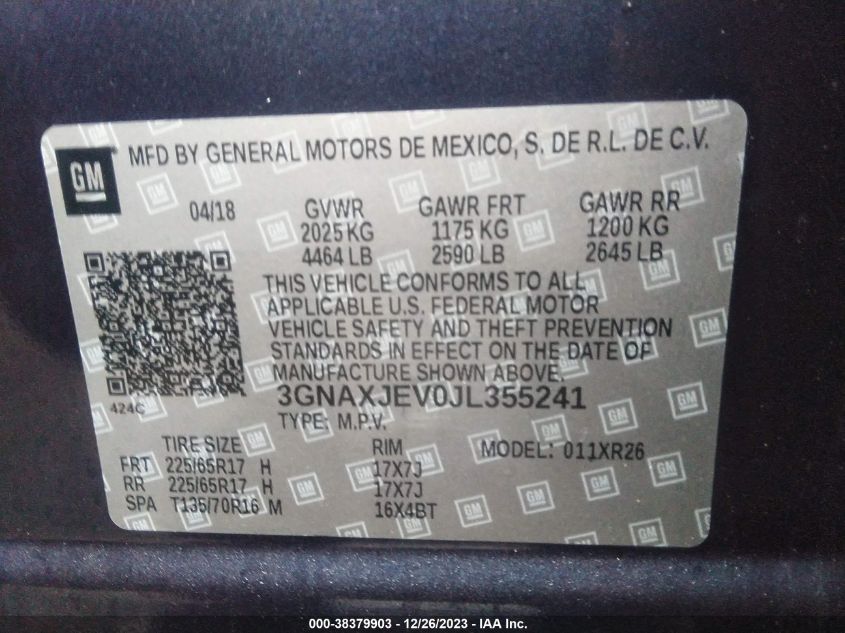 MFD BY GENERAL MOTORS DE MEXICO, S. DE R.L. DE C.V.
GM
04/18 GVWR GAWR FRT GAWR RR
2025 KG 1175 KG 1200 KG
4464 LB 2590 LB 2645 LB
THIS VEHICLE CONFORMS TO ALL
APPLICABLE U.S. FEDERAL MOTOR
VEHICLE SAFETY AND THEFT PREVENTION
STANDARDS IN EFFECT ON THE DATE OF
MANUFACTURE SHOWN ABOVE.
424C 3GNAXJEV0JL355241
TYPE: M.P.V.
TIRE SIZE RIM MODEL: 011XR26
FRT 225/65R17 H 17X7J
RR 225/65R17 H 17X7J
SPA T135/70R16 M 16X4BT
000-38379903 - 12/26/2023 - IAA Inc.